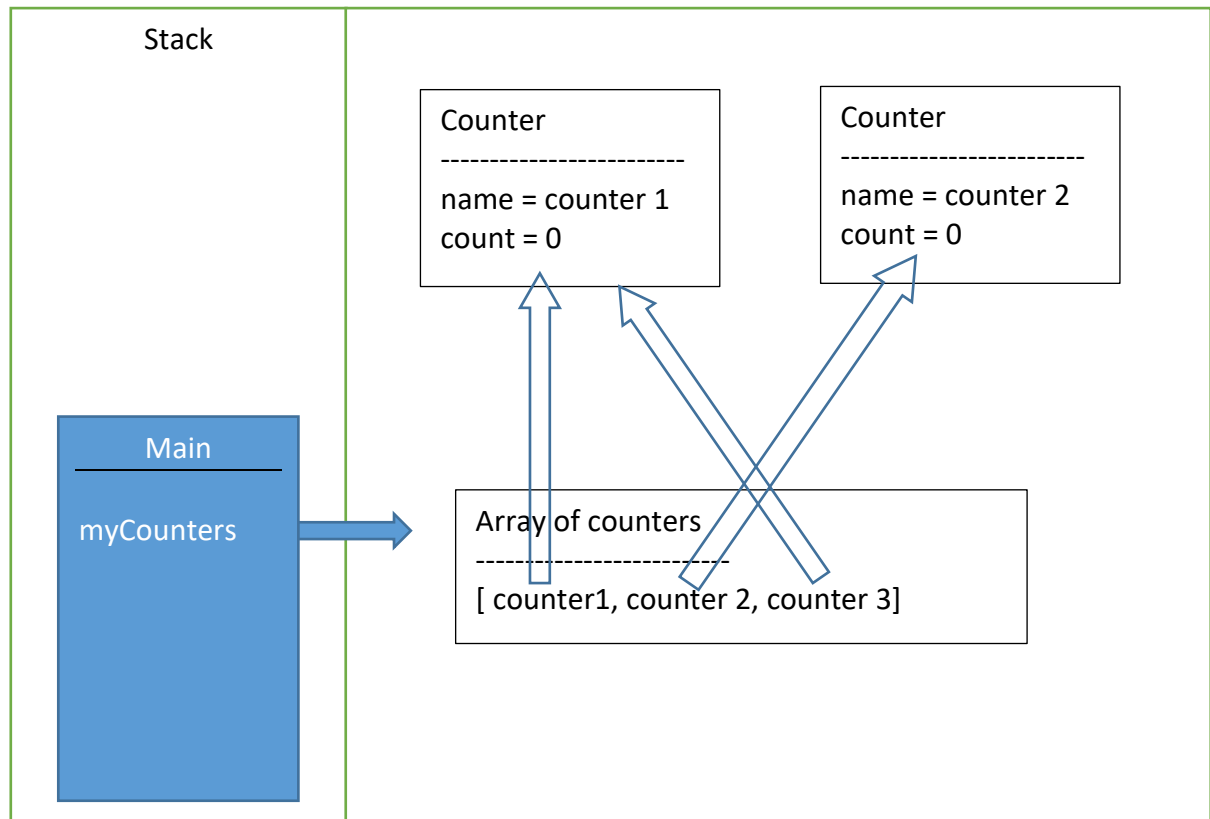 Stack
Counter
-------------------------
name = counter 1
count = 0
Counter
-------------------------
name = counter 2
count = 0
Main
myCounters
Array of counters
--------------------------
[ counter1, counter 2, counter 3]